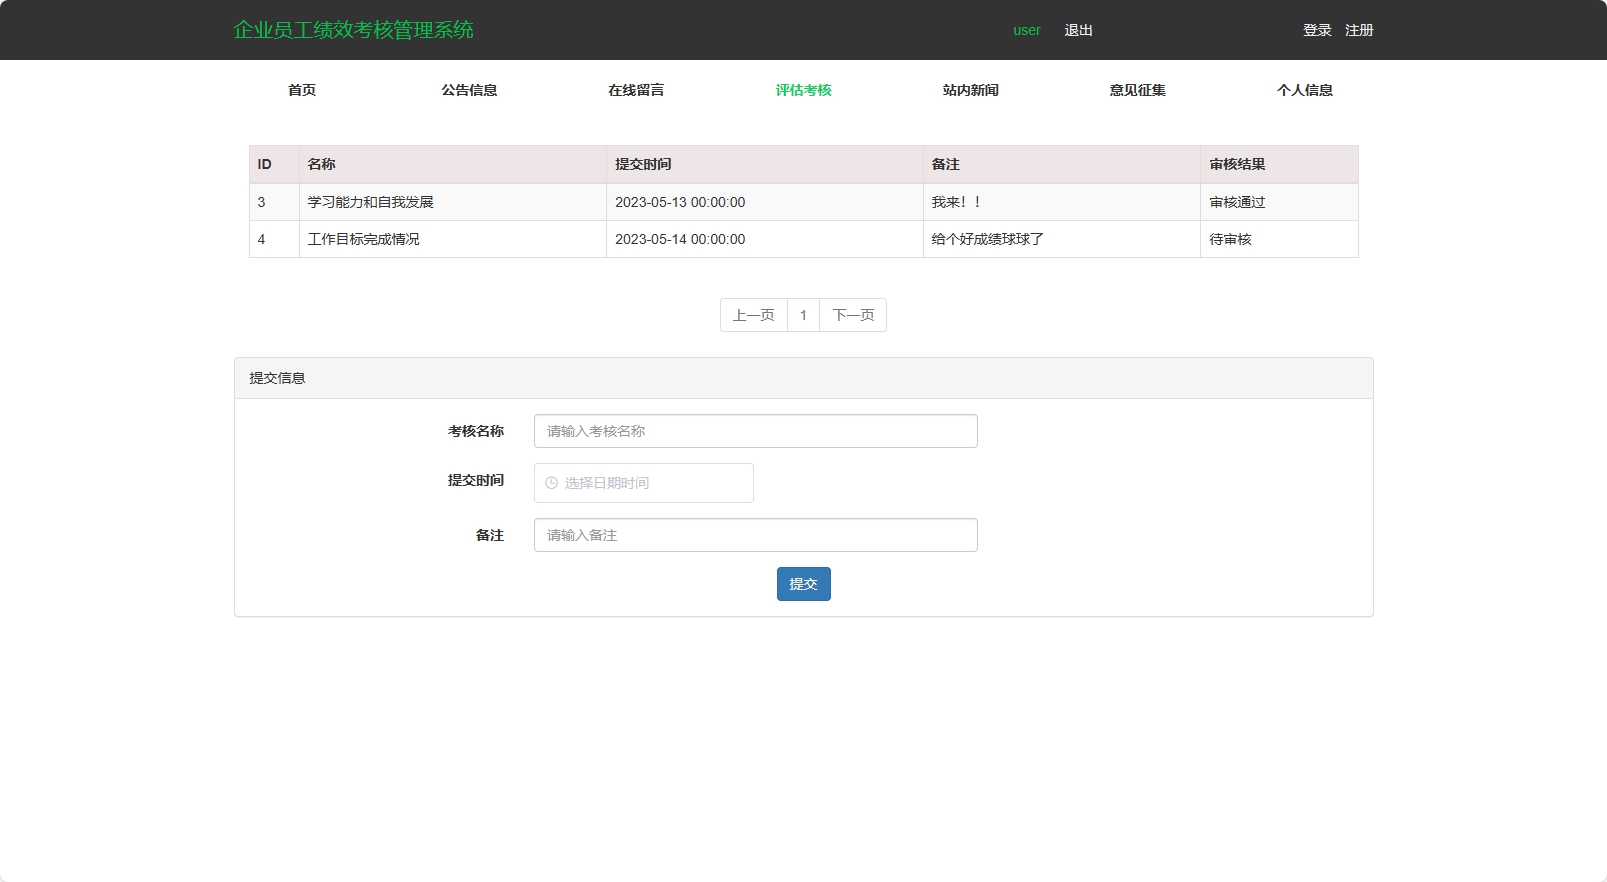 企业员工绩效考核管理系统 user 退出 登录 注册
首页 公告信息 在线留言 评估考核 站内新闻 意见征集 个人信息
ID 名称 提交时间 备注 审核结果
3 学习能力和自我发展 2023-05-13 00:00:00 我来！！ 审核通过
4 工作目标完成情况 2023-05-14 00:00:00 给个好成绩球球了 待审核
上一页 1 下一页
提交信息
考核名称 请输入考核名称
提交时间 选择日期时间
备注 请输入备注
提交